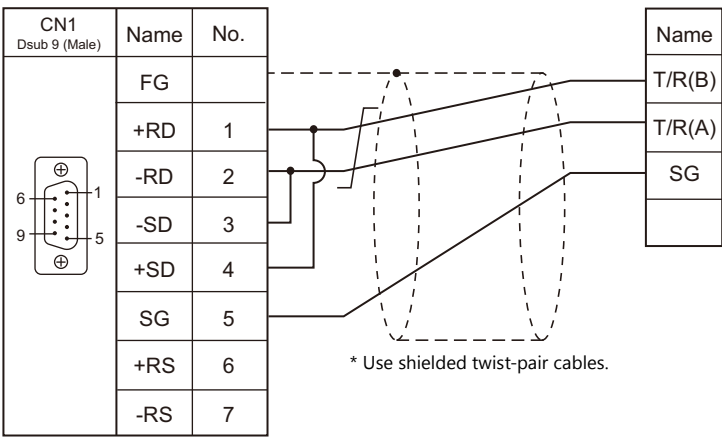 CN1
Dsub 9 (Male)
Name
No.
FG
+RD
1
-RD
2
-SD
3
+SD
4
SG
5
+RS
6
-RS
7
6
1
9
5
Name
T/R(B)
T/R(A)
SG
* Use shielded twist-pair cables.